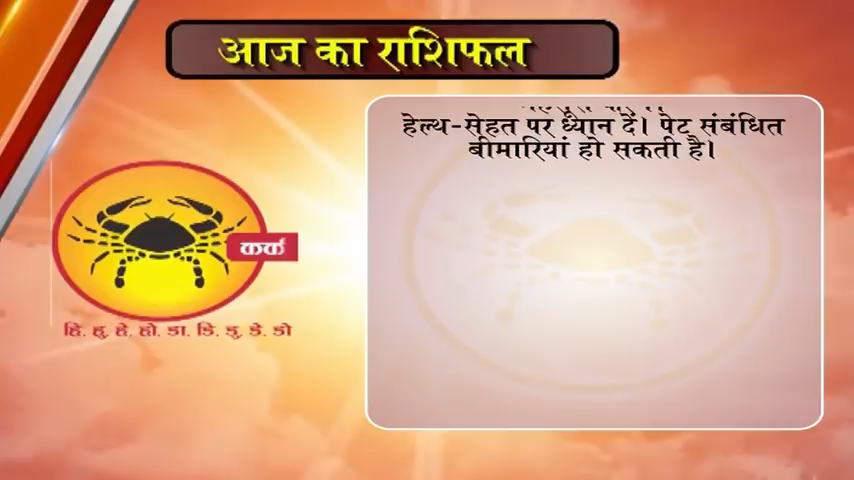 आज का राशिफल
हेल्थ-सेहत पर ध्यान दें। पेट संबंधित
बीमारियां हो सकती है।
कर्क
हि. हु. हे. हो. डा. डि. डु. डे. डो